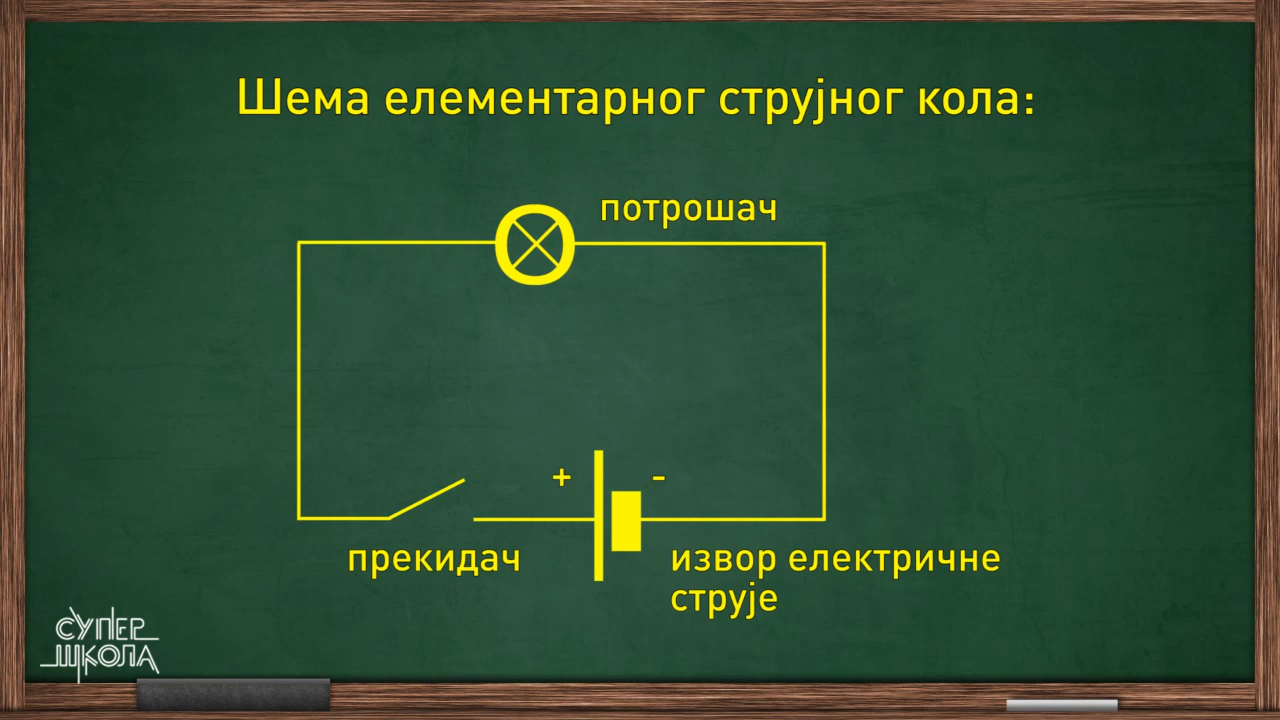 Шема елементарног струјног кола:
потрошач
+ -
прекидач
извор електричне
струје
СУПЕР
ШКОЛА